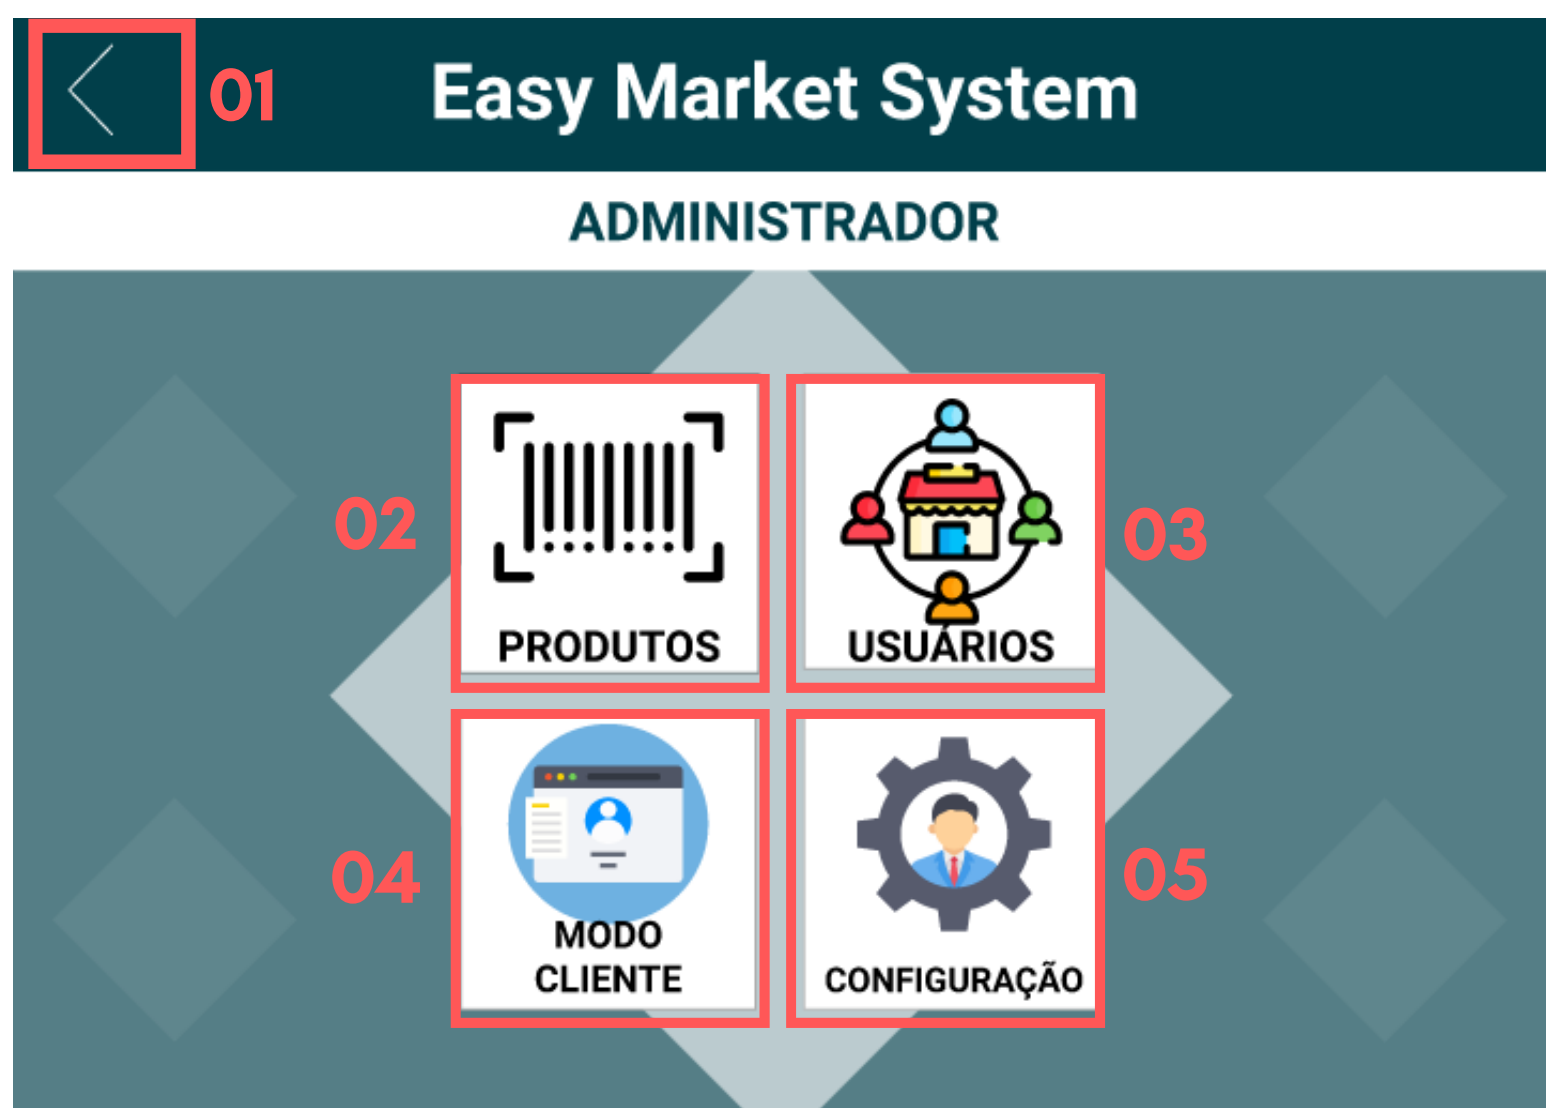 01
Easy Market System
ADMINISTRADOR
02
PRODUTOS
USUÁRIOS
03
04
MODO
CLIENTE
CONFIGURAÇÃO
05